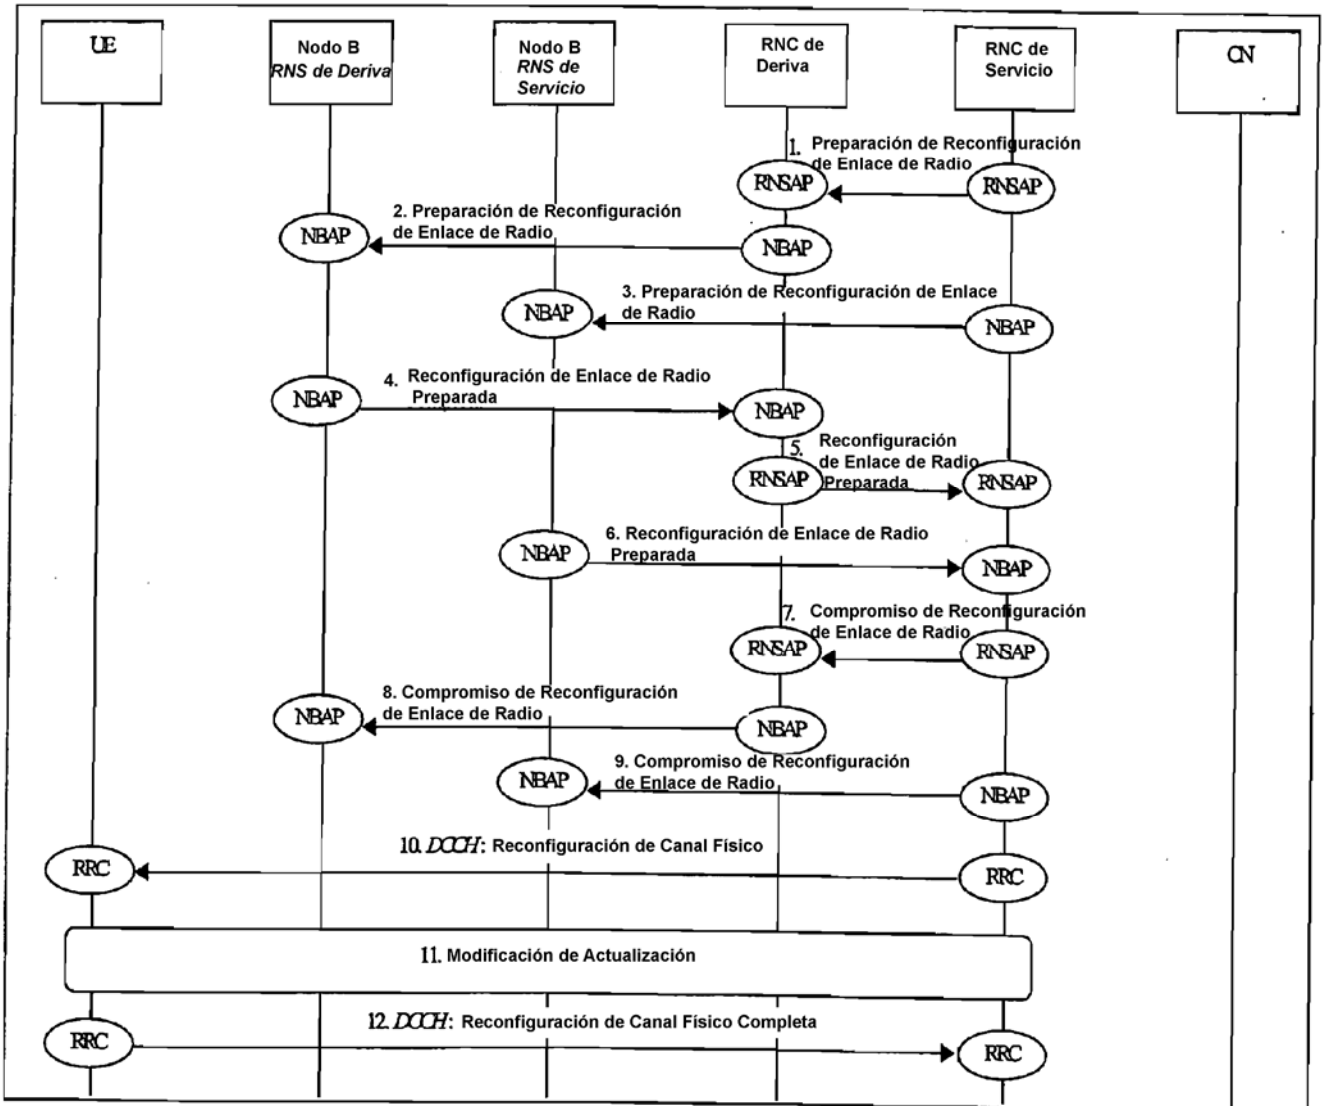 UE
Nodo B
RNS de Deriva
Nodo B
RNS de
Servicio
RNC de
Deriva
RNC de
Servicio
CN
1. Preparación de Reconfiguración
de Enlace de Radio
RNSAP
RNSAP
2. Preparación de Reconfiguración
de Enlace de Radio
NBAP
NBAP
3. Preparación de Reconfiguración de Enlace
de Radio
NBAP
NBAP
4. Reconfiguración de Enlace de Radio
Preparada
NBAP
NBAP
5. Reconfiguración
de Enlace de Radio
Preparada
RNSAP
RNSAP
6. Reconfiguración de Enlace de Radio
Preparada
NBAP
NBAP
7. Compromiso de Reconfiguración
de Enlace de Radio
RNSAP
RNSAP
8. Compromiso de Reconfiguración
de Enlace de Radio
NBAP
NBAP
9. Compromiso de Reconfiguración
de Enlace de Radio
NBAP
NBAP
10. DCCH: Reconfiguración de Canal Físico
RRC
RRC
11. Modificación de Actualización
12. DCCH: Reconfiguración de Canal Físico Completa
RRC
RRC